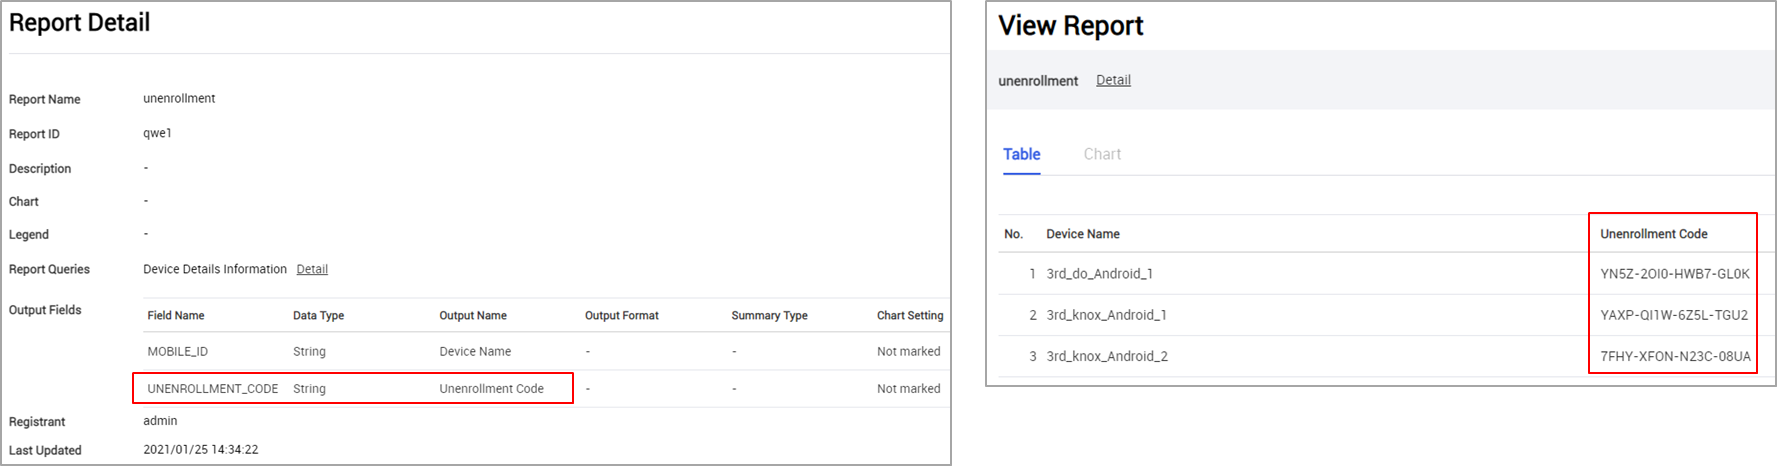 Report Detail
Report Name unenrollment
Report ID qwe1
Description -
Chart -
Legend -
Report Queries Device Details Information Detail
Output Fields
Field Name Data Type Output Name Output Format Summary Type Chart Setting
MOBILE_ID String Device Name - - Not marked
UNENROLLMENT_CODE String Unenrollment Code - - Not marked
Registrant admin
Last Updated 2021/01/25 14:34:22
View Report
unenrollment Detail
Table Chart
No. Device Name Unenrollment Code
1 3rd_do_Android_1 YN5Z-2OI0-HWB7-GL0K
2 3rd_knox_Android_1 YAXP-QI1W-6Z5L-TGU2
3 3rd_knox_Android_2 7FHY-XFON-N23C-08UA